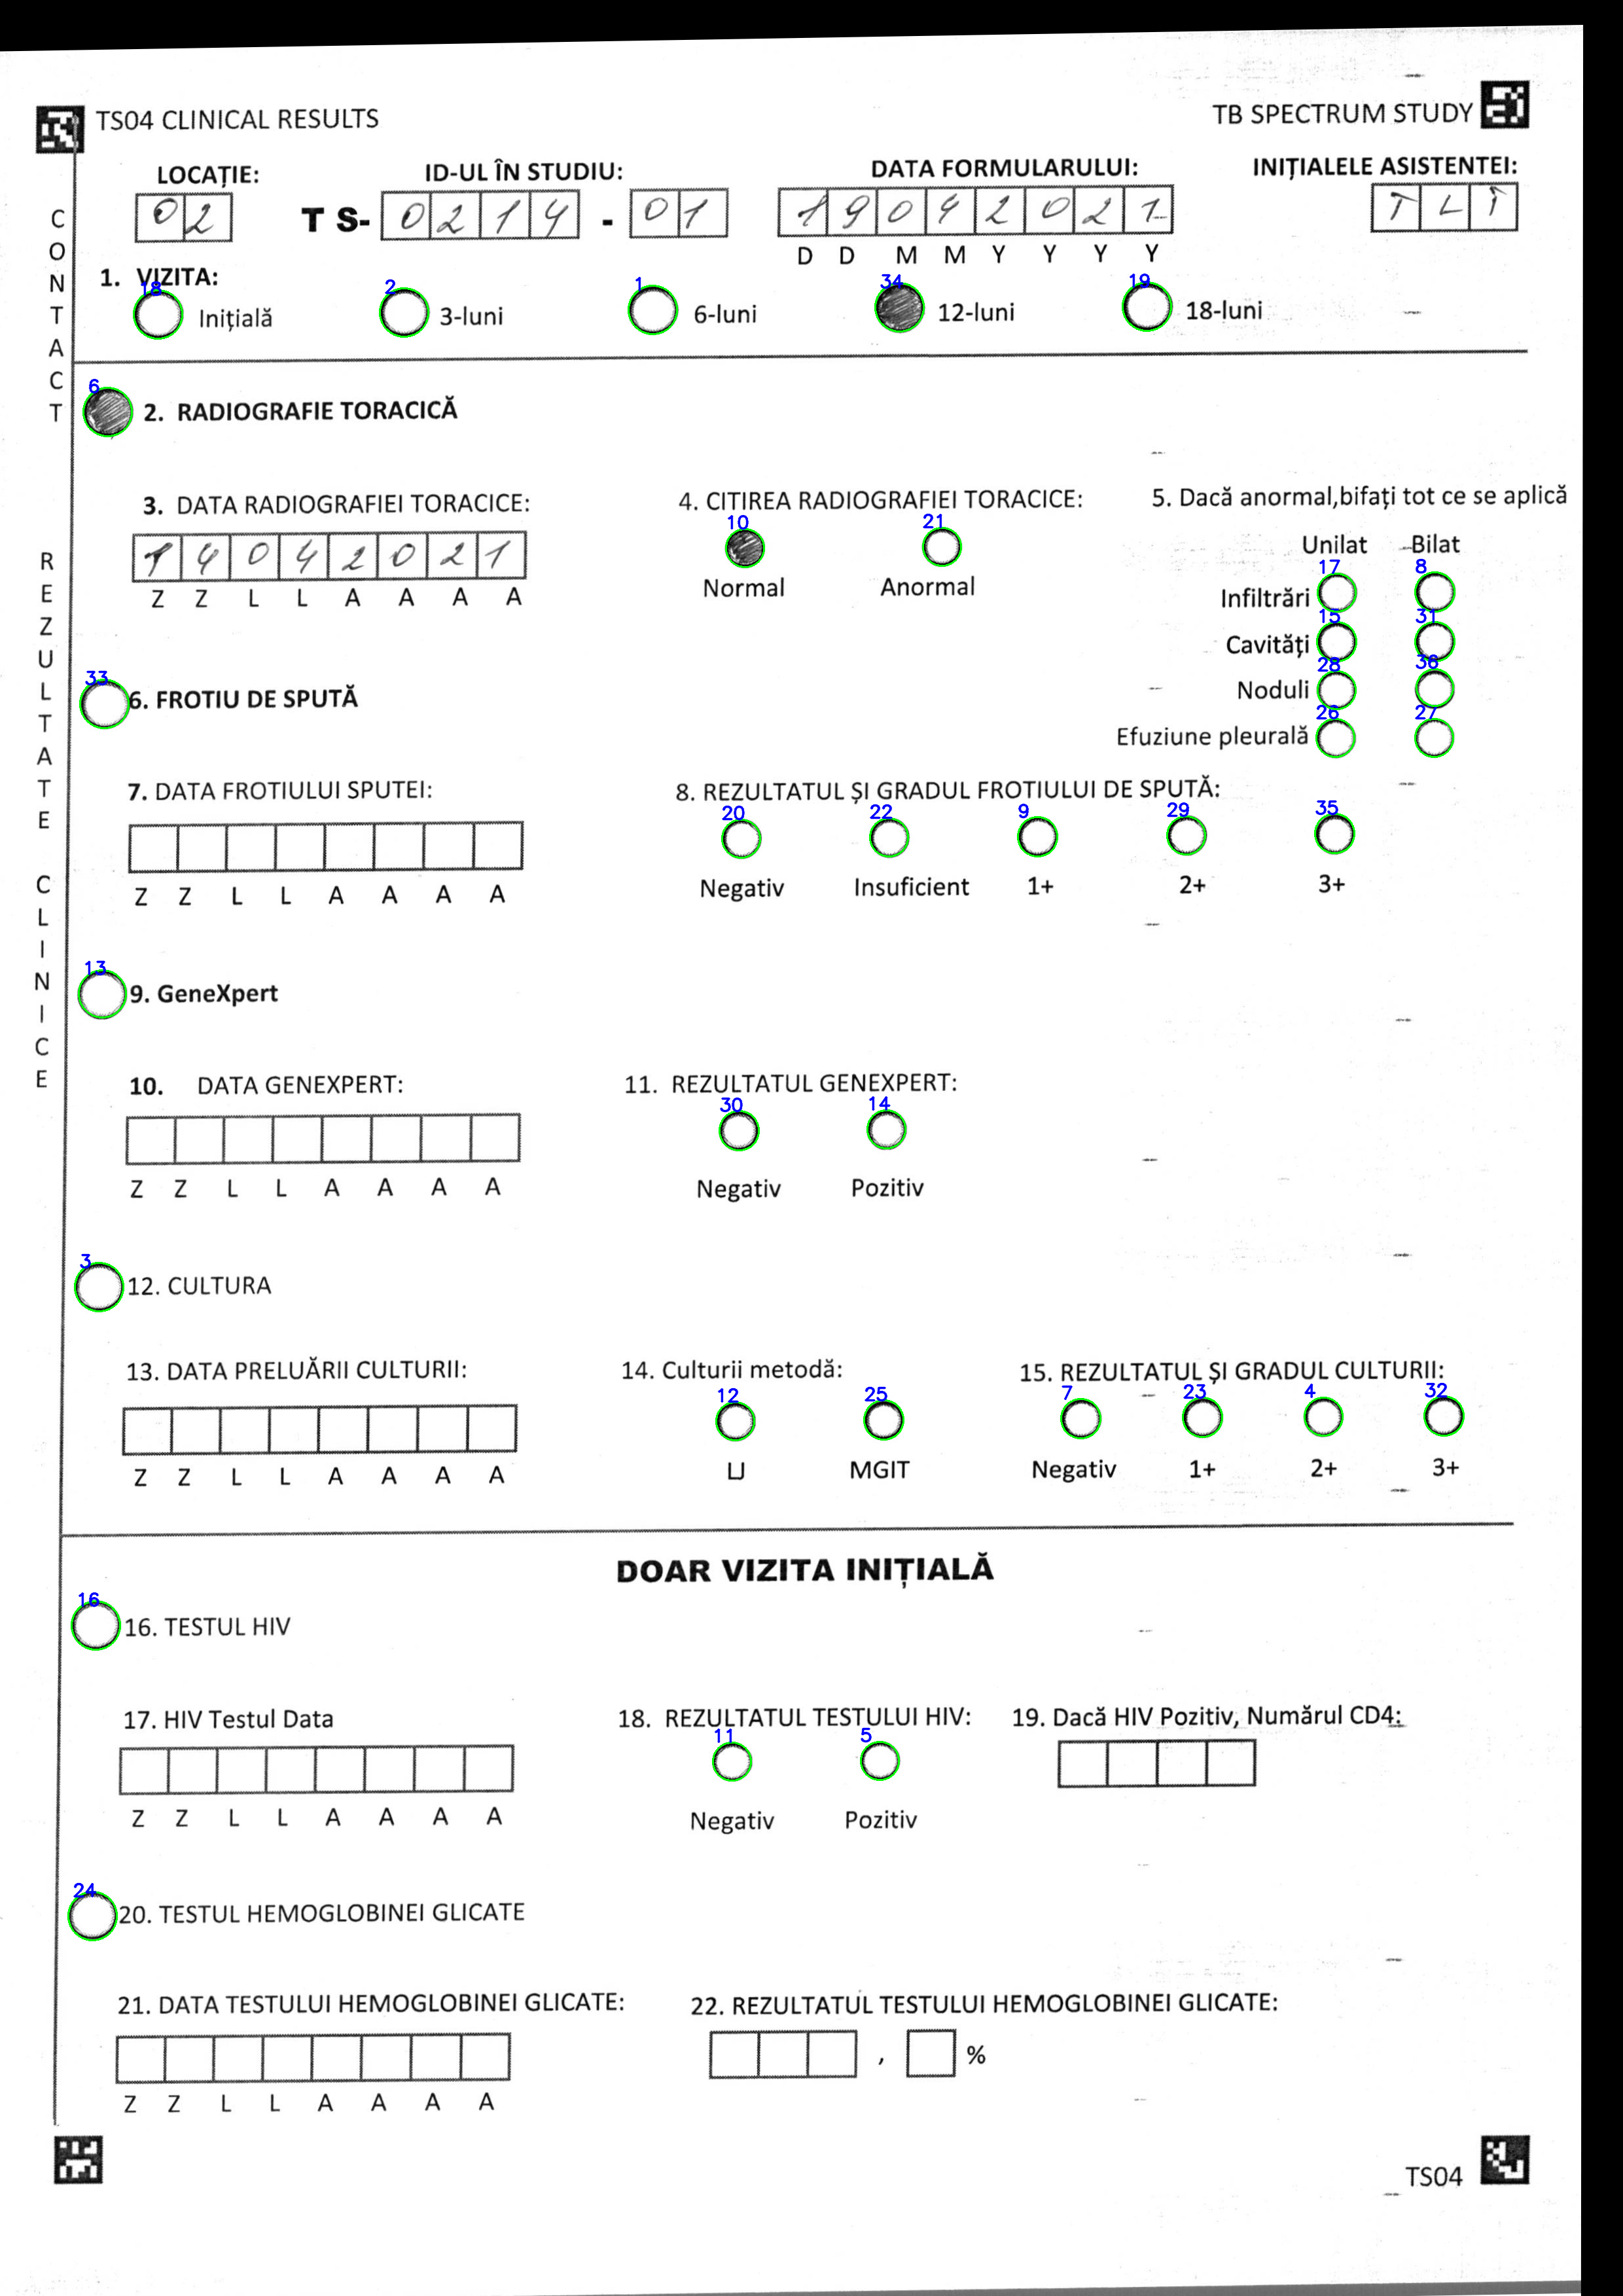 TS04 CLINICAL RESULTS
TB SPECTRUM STUDY
LOCAȚIE:
ID-UL ÎN STUDIU:
DATA FORMULARULUI:
INIȚIALELE ASISTENTEI:
02
T S- 0214 - 01
19042021
TLT
D D M M Y Y Y Y
1. VIZITA:
18 2 1 34 19
Inițială 3-luni 6-luni 12-luni 18-luni
CONTACT REZULTATE CLINICE
6
2. RADIOGRAFIE TORACICĂ
3. DATA RADIOGRAFIEI TORACICE:
14042021
Z Z L L A A A A
4. CITIREA RADIOGRAFIEI TORACICE:
10 21
Normal Anormal
5. Dacă anormal,bifați tot ce se aplică
Unilat Bilat
17 8
Infiltrări
15 31
Cavități
28 36
Noduli
26 27
Efuziune pleurală
33
6. FROTIU DE SPUTĂ
7. DATA FROTIULUI SPUTEI:
Z Z L L A A A A
8. REZULTATUL ȘI GRADUL FROTIULUI DE SPUTĂ:
20 22 9 29 35
Negativ Insuficient 1+ 2+ 3+
13
9. GeneXpert
10. DATA GENEXPERT:
Z Z L L A A A A
11. REZULTATUL GENEXPERT:
30 14
Negativ Pozitiv
3
12. CULTURA
13. DATA PRELUĂRII CULTURII:
Z Z L L A A A A
14. Culturii metodă:
12 25
LJ MGIT
15. REZULTATUL ȘI GRADUL CULTURII:
7 23 4 32
Negativ 1+ 2+ 3+
DOAR VIZITA INIȚIALĂ
16
16. TESTUL HIV
17. HIV Testul Data
Z Z L L A A A A
18. REZULTATUL TESTULUI HIV:
11 5
Negativ Pozitiv
19. Dacă HIV Pozitiv, Numărul CD4:
24
20. TESTUL HEMOGLOBINEI GLICATE
21. DATA TESTULUI HEMOGLOBINEI GLICATE:
Z Z L L A A A A
22. REZULTATUL TESTULUI HEMOGLOBINEI GLICATE:
, %
TS04